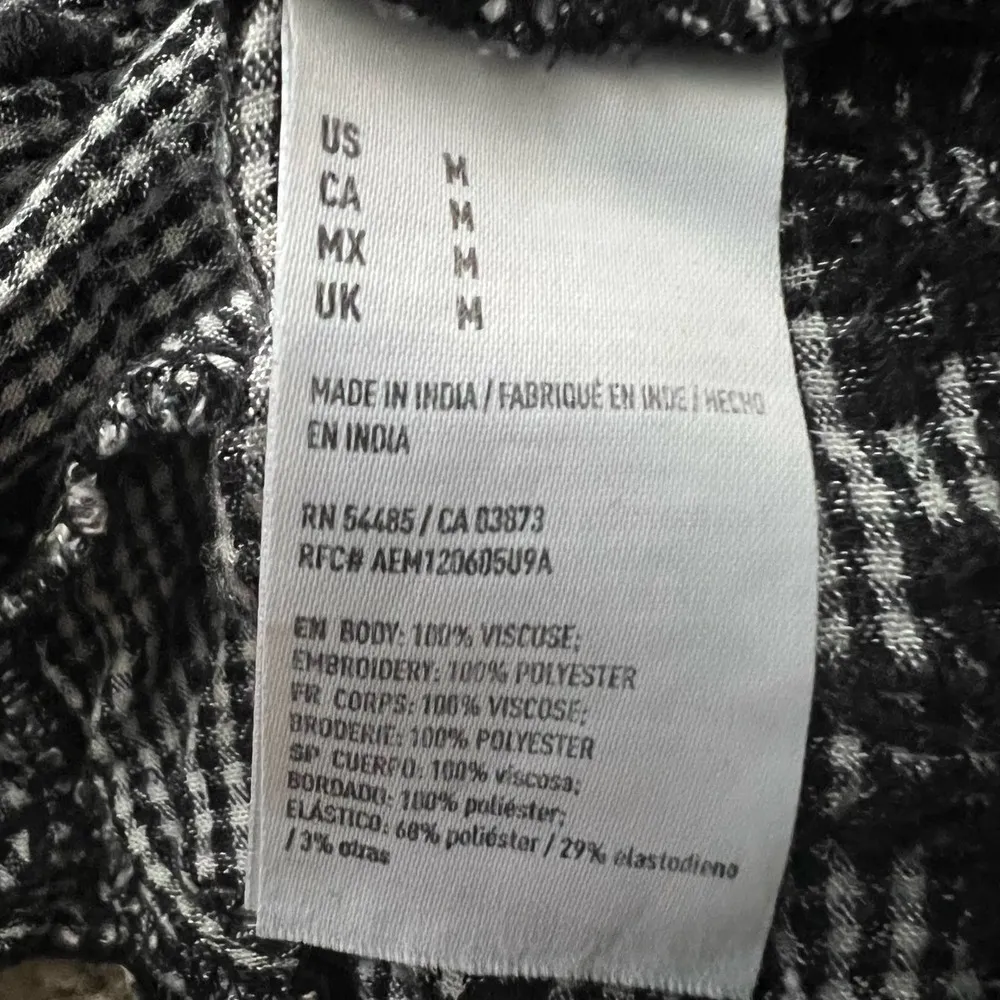 US M
CA M
MX M
UK M
MADE IN INDIA / FABRIQUÉ EN INDE / HECHO
EN INDIA
RN 54485 / CA 03873
RFC# AEM120605U9A
EN BODY: 100% VISCOSE;
EMBROIDERY: 100% POLYESTER
FR CORPS: 100% VISCOSE;
BRODERIE: 100% POLYESTER
SP CUERPO: 100% viscosa;
BORDADO: 100% poliéster;
ELÁSTICO: 68% poliéster / 29% elastodieno
/ 3% otras